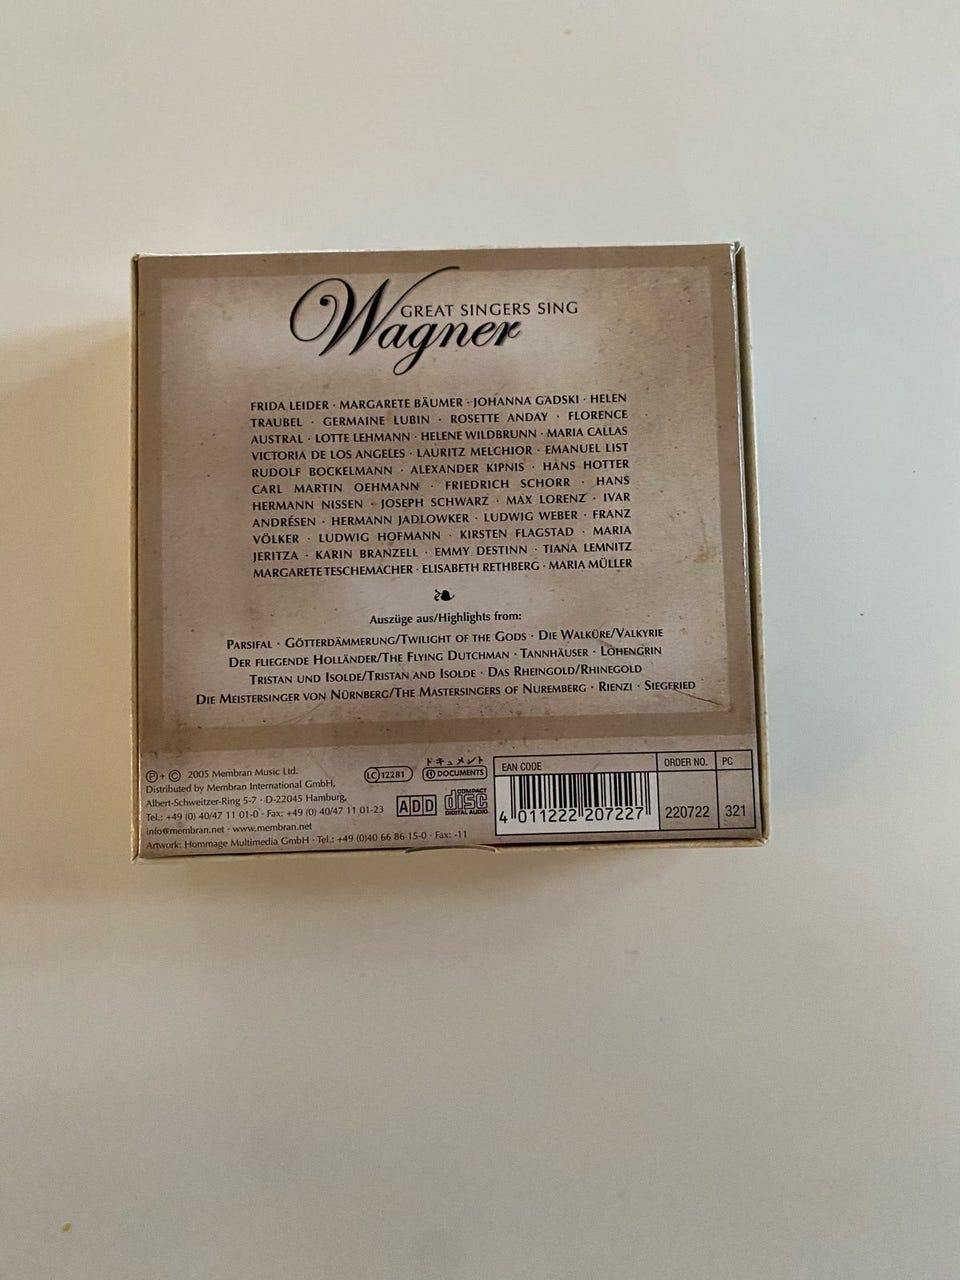 GREAT SINGERS SING
Wagner
FRIDA LEIDER · MARGARETE BÄUMER · JOHANNA GADSKI · HELEN
TRAUBEL · GERMAINE LUBIN · ROSETTE ANDAY · FLORENCE
AUSTRAL · LOTTE LEHMANN · HELENE WILDBRUNN · MARIA CALLAS
VICTORIA DE LOS ANGELES · LAURITZ MELCHIOR · EMANUEL LIST
RUDOLF BOCKELMANN · ALEXANDER KIPNIS · HANS HOTTER
CARL MARTIN OEHMANN · FRIEDRICH SCHORR · HANS
HERMANN NISSEN · JOSEPH SCHWARZ · MAX LORENZ · IVAR
ANDRÉSEN · HERMANN JADLOWKER · LUDWIG WEBER · FRANZ
VÖLKER · LUDWIG HOFMANN · KIRSTEN FLAGSTAD · MARIA
JERITZA · KARIN BRANZELL · EMMY DESTINN · TIANA LEMNITZ
MARGARETE TESCHEMACHER · ELISABETH RETHBERG · MARIA MÜLLER
Auszüge aus/Highlights from:
PARSIFAL · GÖTTERDÄMMERUNG/TWILIGHT OF THE GODS · DIE WALKÜRE/VALKYRIE
DER FLIEGENDE HOLLÄNDER/THE FLYING DUTCHMAN · TANNHÄUSER · LOHENGRIN
TRISTAN UND ISOLDE/TRISTAN AND ISOLDE · DAS RHEINGOLD/RHINEGOLD
DIE MEISTERSINGER VON NÜRNBERG/THE MASTERSINGERS OF NUREMBERG · RIENZI · SIEGFRIED
℗ + © 2005 Membran Music Ltd.
Distributed by Membran International GmbH,
Albert-Schweitzer-Ring 5-7 · D-22045 Hamburg,
Tel.: +49 (0) 40/47 11 01-0 · Fax: +49 (0) 40/47 11 01-23
info@membran.net · www.membran.net
Artwork: Hommage Multimedia GmbH · Tel.: +49 (0)40 66 86 15-0 · Fax: -11
LC 12281
ドキュメント
DOCUMENTS
ADD
COMPACT
disc
DIGITAL AUDIO
EAN CODE
4 011222 207227
ORDER NO.
220722
PC
321